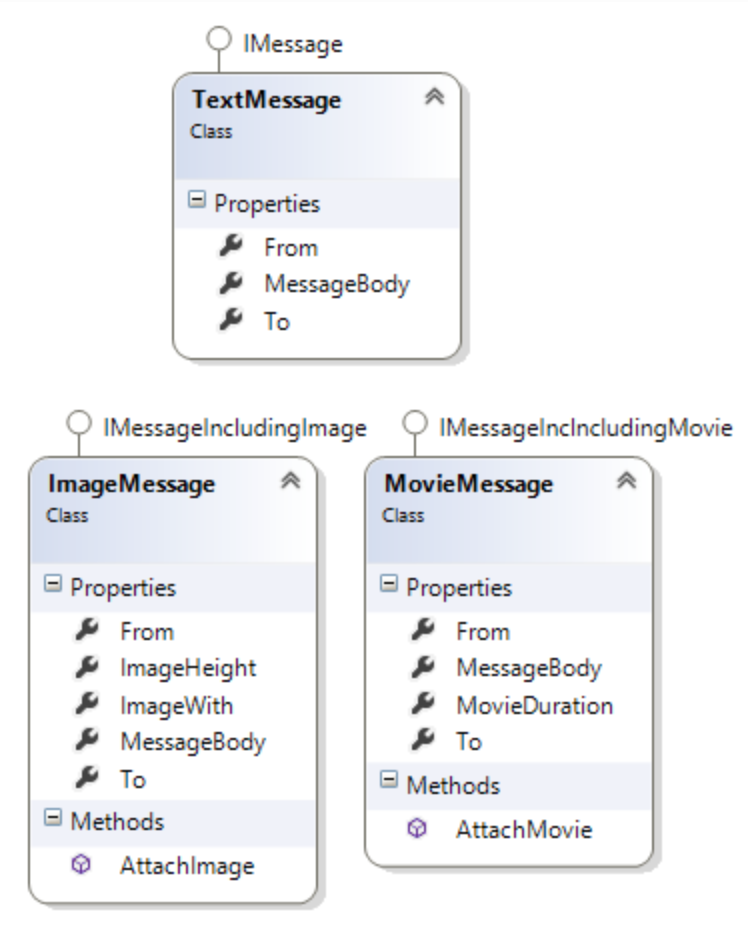 IMessage
TextMessage
Class
Properties
From
MessageBody
To
IMessageIncludingImage
ImageMessage
Class
Properties
From
ImageHeight
ImageWith
MessageBody
To
Methods
AttachImage
IMessageIncIncludingMovie
MovieMessage
Class
Properties
From
MessageBody
MovieDuration
To
Methods
AttachMovie